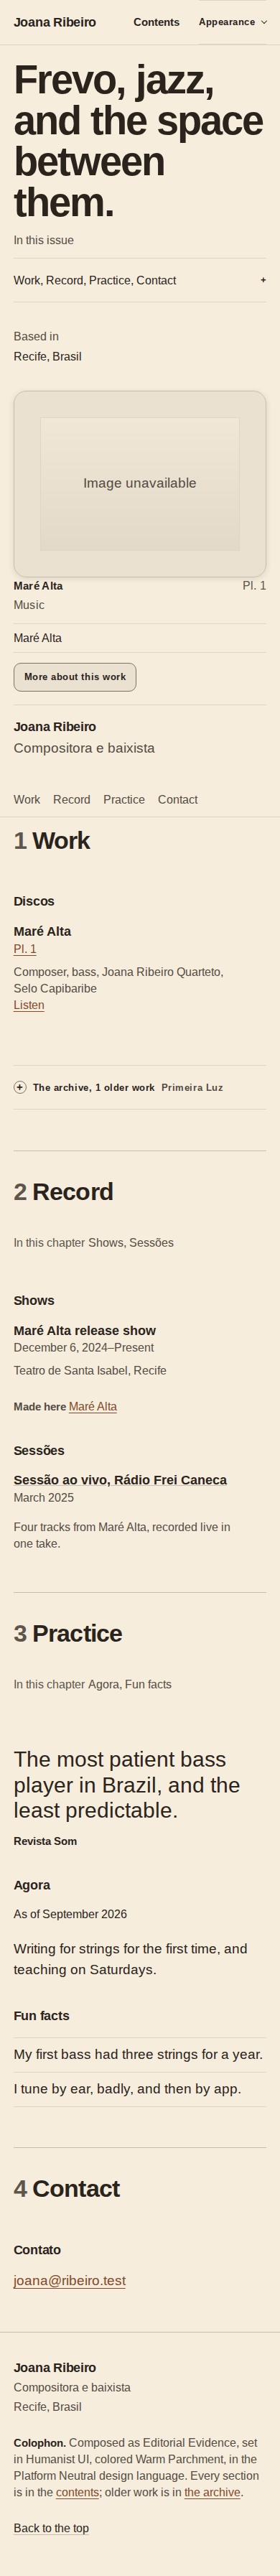 Joana Ribeiro
Contents
Appearance
Frevo, jazz,
and the space
between
them.
In this issue
Work, Record, Practice, Contact
+
Based in
Recife, Brasil
Image unavailable
Maré Alta
Pl. 1
Music
Maré Alta
More about this work
Joana Ribeiro
Compositora e baixista
Work Record Practice Contact
1 Work
Discos
Maré Alta
Pl. 1
Composer, bass, Joana Ribeiro Quarteto,
Selo Capibaribe
Listen
The archive, 1 older work Primeira Luz
2 Record
In this chapter Shows, Sessões
Shows
Maré Alta release show
December 6, 2024–Present
Teatro de Santa Isabel, Recife
Made here Maré Alta
Sessões
Sessão ao vivo, Rádio Frei Caneca
March 2025
Four tracks from Maré Alta, recorded live in
one take.
3 Practice
In this chapter Agora, Fun facts
The most patient bass
player in Brazil, and the
least predictable.
Revista Som
Agora
As of September 2026
Writing for strings for the first time, and
teaching on Saturdays.
Fun facts
My first bass had three strings for a year.
I tune by ear, badly, and then by app.
4 Contact
Contato
joana@ribeiro.test
Joana Ribeiro
Compositora e baixista
Recife, Brasil
Colophon. Composed as Editorial Evidence, set
in Humanist UI, colored Warm Parchment, in the
Platform Neutral design language. Every section
is in the contents; older work is in the archive.
Back to the top